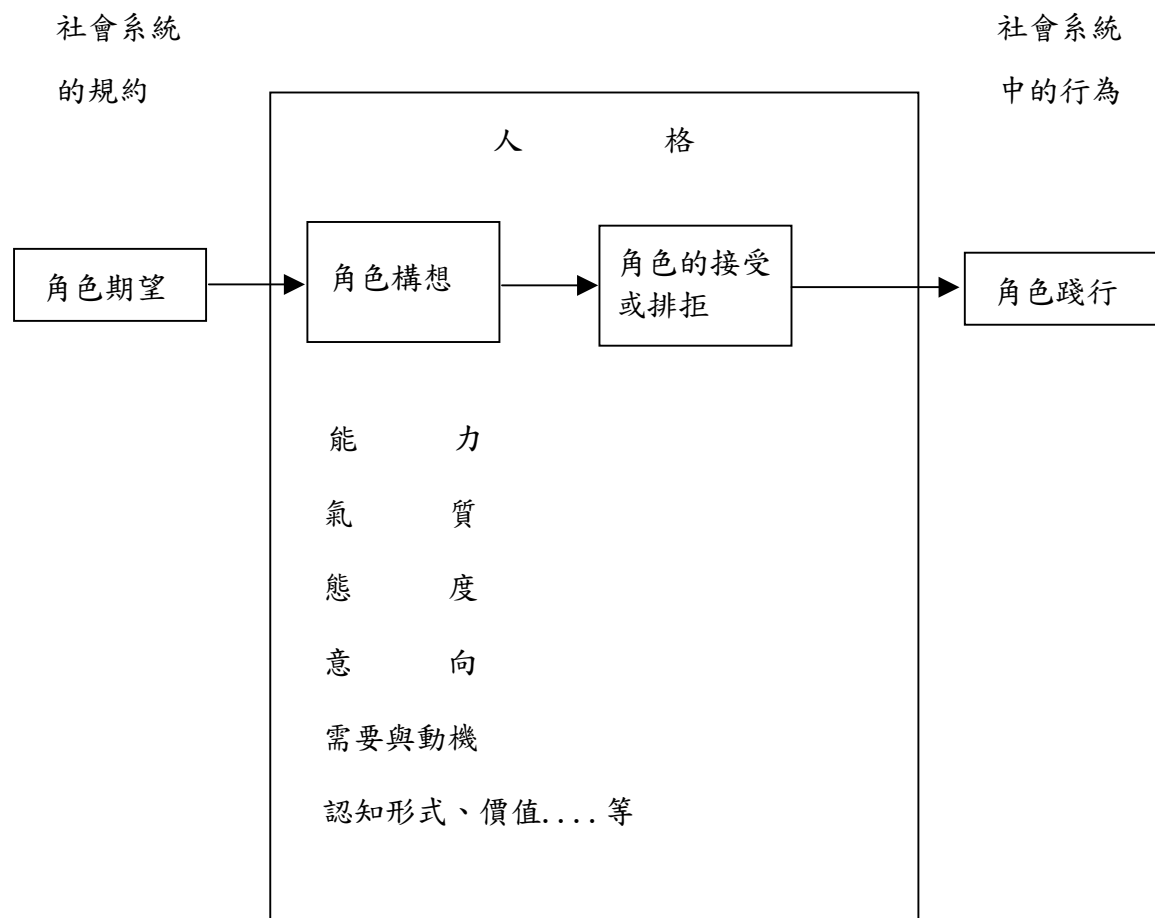 社會系統
的規約
社會系統
中的行為
人 格
角色期望
角色構想
角色的接受
或排拒
角色踐行
能 力
氣 質
態 度
意 向
需要與動機
認知形式、價值....等